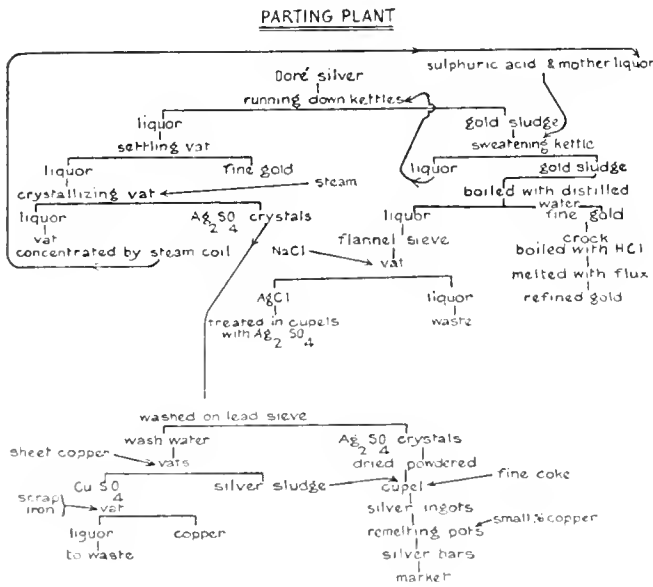 PARTING PLANT
sulphuric acid & mother liquor
Doré silver
running down kettles
liquor
gold sludge
settling vat
sweatening kettle
liquor
fine gold
liquor
gold sludge
crystallizing vat
steam
boiled with distilled
water
liquor
Ag2SO4 crystals
liquor
fine gold
vat
flannel sieve
crock
concentrated by steam coil
NaCl
vat
boiled with HCl
melted with flux
AgCl
liquor
refined gold
treated in cupels
with Ag2SO4
waste
washed on lead sieve
wash water
Ag2SO4 crystals
sheet copper
vats
dried powdered
fine coke
CuSO4
silver sludge
cupel
scrap
iron
vat
silver ingots
liquor
copper
remelting pots
small % copper
to waste
silver bars
market